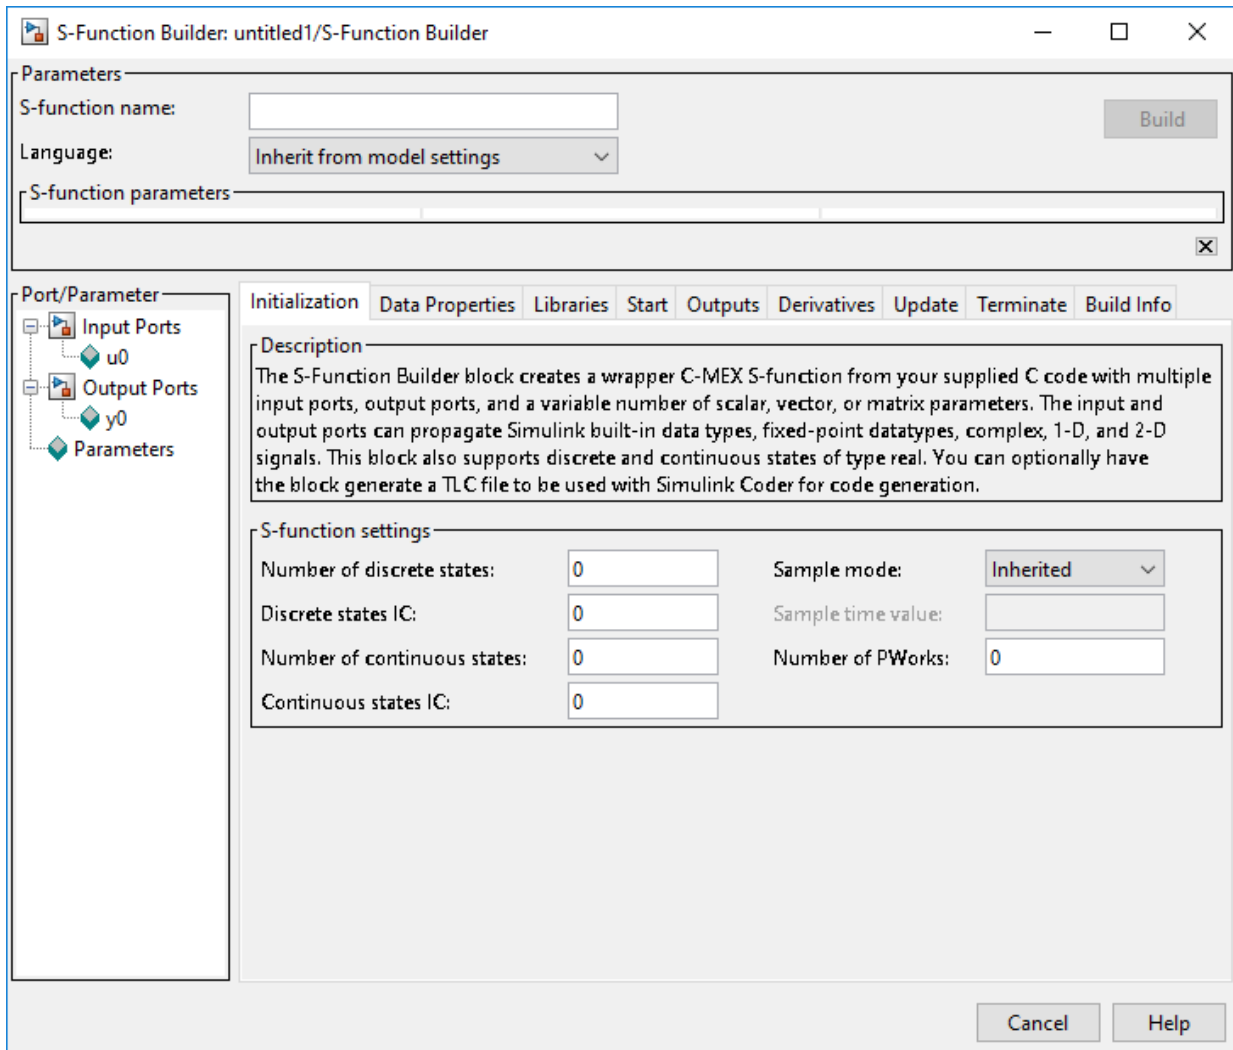 S-Function Builder: untitled1/S-Function Builder
Parameters
S-function name:
Build
Language:
Inherit from model settings
S-function parameters
Port/Parameter
Input Ports
u0
Output Ports
y0
Parameters
Initialization Data Properties Libraries Start Outputs Derivatives Update Terminate Build Info
Description
The S-Function Builder block creates a wrapper C-MEX S-function from your supplied C code with multiple
input ports, output ports, and a variable number of scalar, vector, or matrix parameters. The input and
output ports can propagate Simulink built-in data types, fixed-point datatypes, complex, 1-D, and 2-D
signals. This block also supports discrete and continuous states of type real. You can optionally have
the block generate a TLC file to be used with Simulink Coder for code generation.
S-function settings
Number of discrete states: 0 Sample mode: Inherited
Discrete states IC: 0 Sample time value:
Number of continuous states: 0 Number of PWorks: 0
Continuous states IC: 0
Cancel Help